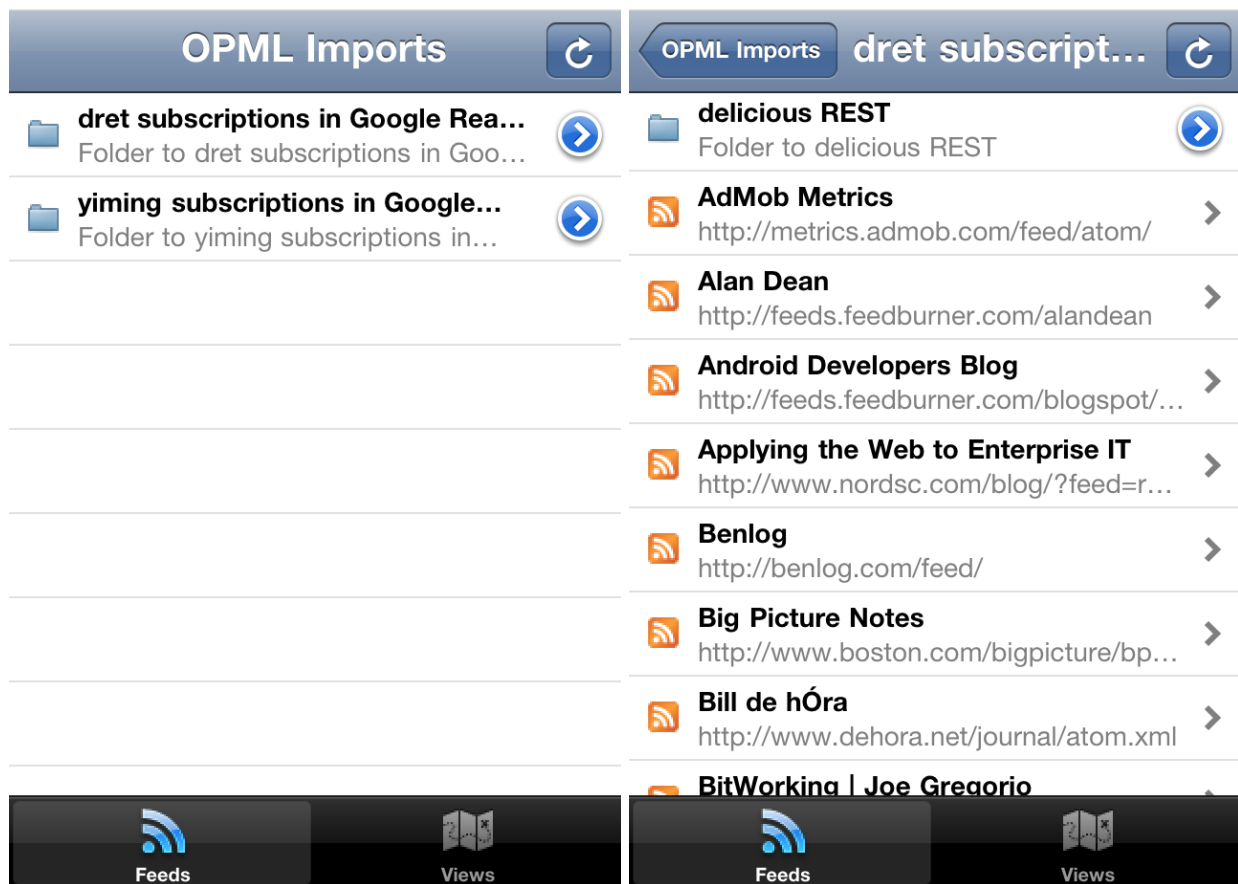 OPML Imports
dret subscriptions in Google Rea...
Folder to dret subscriptions in Goo...
yiming subscriptions in Google...
Folder to yiming subscriptions in...
Feeds
Views
OPML Imports
dret subscript...
delicious REST
Folder to delicious REST
AdMob Metrics
http://metrics.admob.com/feed/atom/
Alan Dean
http://feeds.feedburner.com/alandean
Android Developers Blog
http://feeds.feedburner.com/blogspot/...
Applying the Web to Enterprise IT
http://www.nordsc.com/blog/?feed=r...
Benlog
http://benlog.com/feed/
Big Picture Notes
http://www.boston.com/bigpicture/bp...
Bill de hÓra
http://www.dehora.net/journal/atom.xml
BitWorking | Joe Gregorio
Feeds
Views